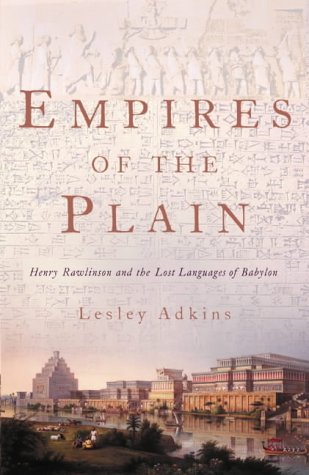 EMPIRES
OF THE
PLAIN
Henry Rawlinson and the Lost Languages of Babylon
Lesley Adkins